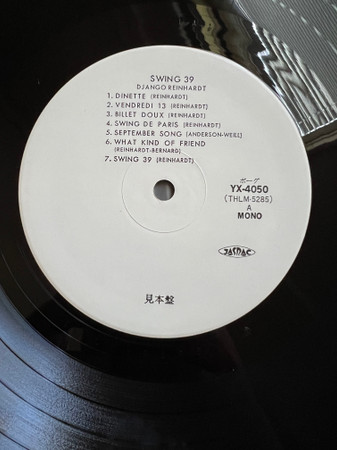 SWING 39
DJANGO REINHARDT
1. DINETTE (REINHARDT)
2. VENDREDI 13 (REINHARDT)
3. BILLET DOUX (REINHARDT)
4. SWING DE PARIS (REINHARDT)
5. SEPTEMBER SONG (ANDERSON-WEILL)
6. WHAT KIND OF FRIEND
(REINHARDT-BERNARD)
7. SWING 39 (REINHARDT)
ボーグ
YX-4050
(THLM-5285)
A
MONO
見本盤